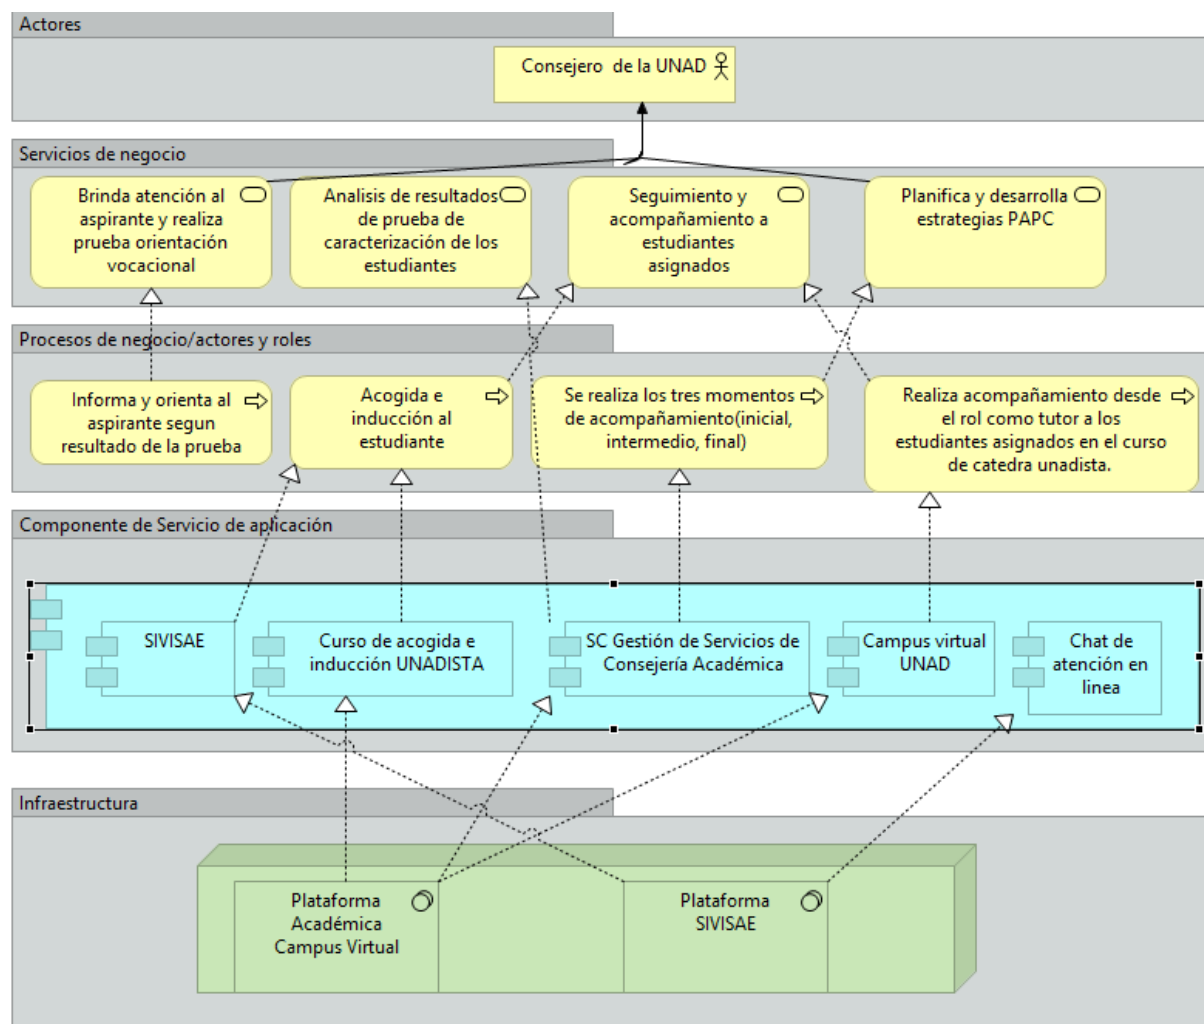 Actores
Consejero  de la UNAD
Servicios de negocio
Brinda atención al
aspirante y realiza
prueba orientación
vocacional
Analisis de resultados
de prueba de
caracterización de los
estudiantes
Seguimiento y
acompañamiento a
estudiantes
asignados
Planifica y desarrolla
estrategias PAPC
Procesos de negocio/actores y roles
Informa y orienta al
aspirante segun
resultado de la prueba
Acogida e
inducción al
estudiante
Se realiza los tres momentos
de acompañamiento(inicial,
intermedio, final)
Realiza acompañamiento desde
el rol como tutor a los
estudiantes asignados en el curso
de catedra unadista.
Componente de Servicio de aplicación
SIVISAE
Curso de acogida e
inducción UNADISTA
SC Gestión de Servicios de
Consejería Académica
Campus virtual
UNAD
Chat de
atención en
linea
Infraestructura
Plataforma
Académica
Campus Virtual
Plataforma
SIVISAE